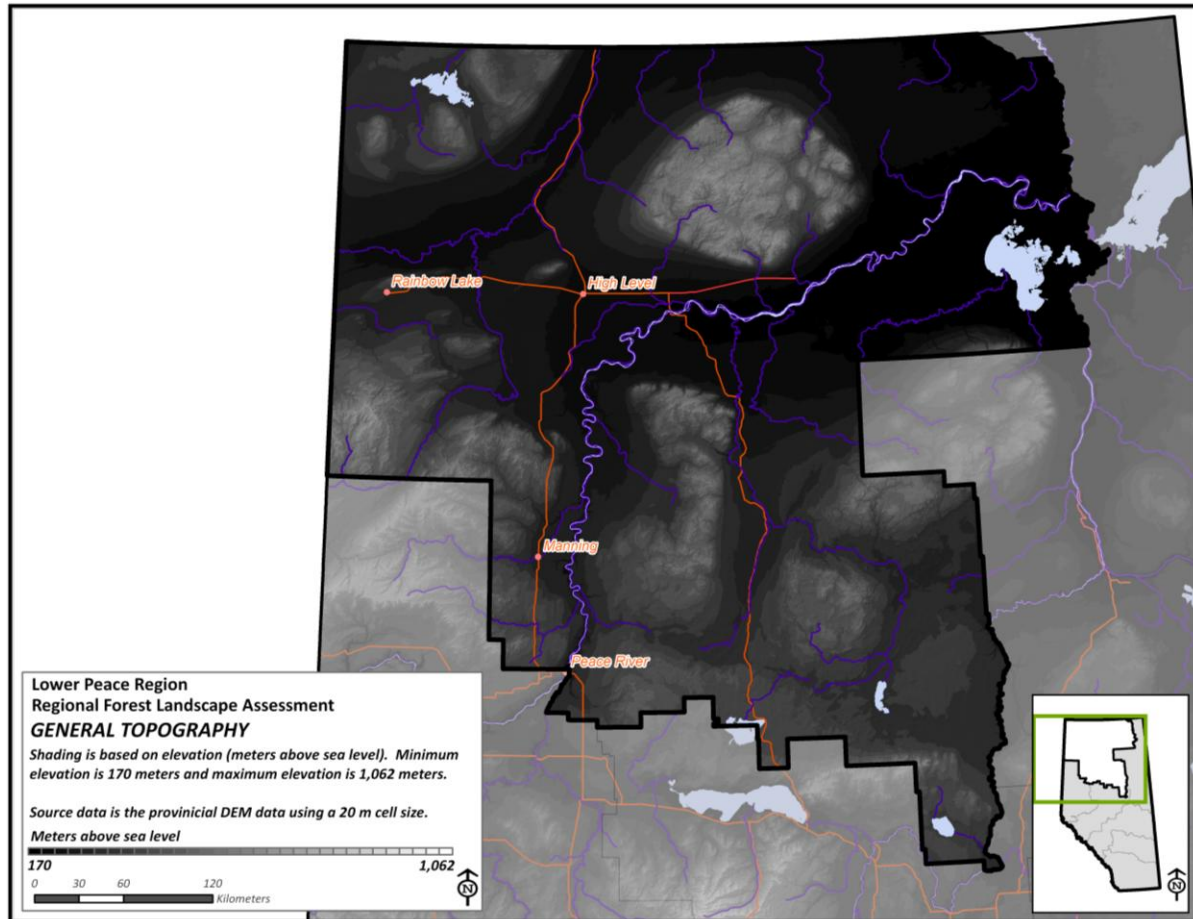 Rainbow Lake
High Level
Manning
Peace River
Lower Peace Region
Regional Forest Landscape Assessment
GENERAL TOPOGRAPHY
Shading is based on elevation (meters above sea level). Minimum
elevation is 170 meters and maximum elevation is 1,062 meters.
Source data is the provinicial DEM data using a 20 m cell size.
Meters above sea level
170 1,062
0 30 60 120
Kilometers
N
N